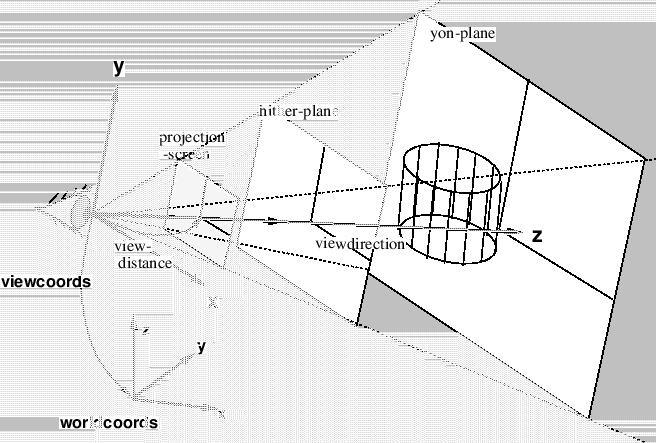 yon-plane
y
hither-plane
projection
-screen
z
viewdirection
view-
distance
viewcoords
x
z
y
worldcoords
x